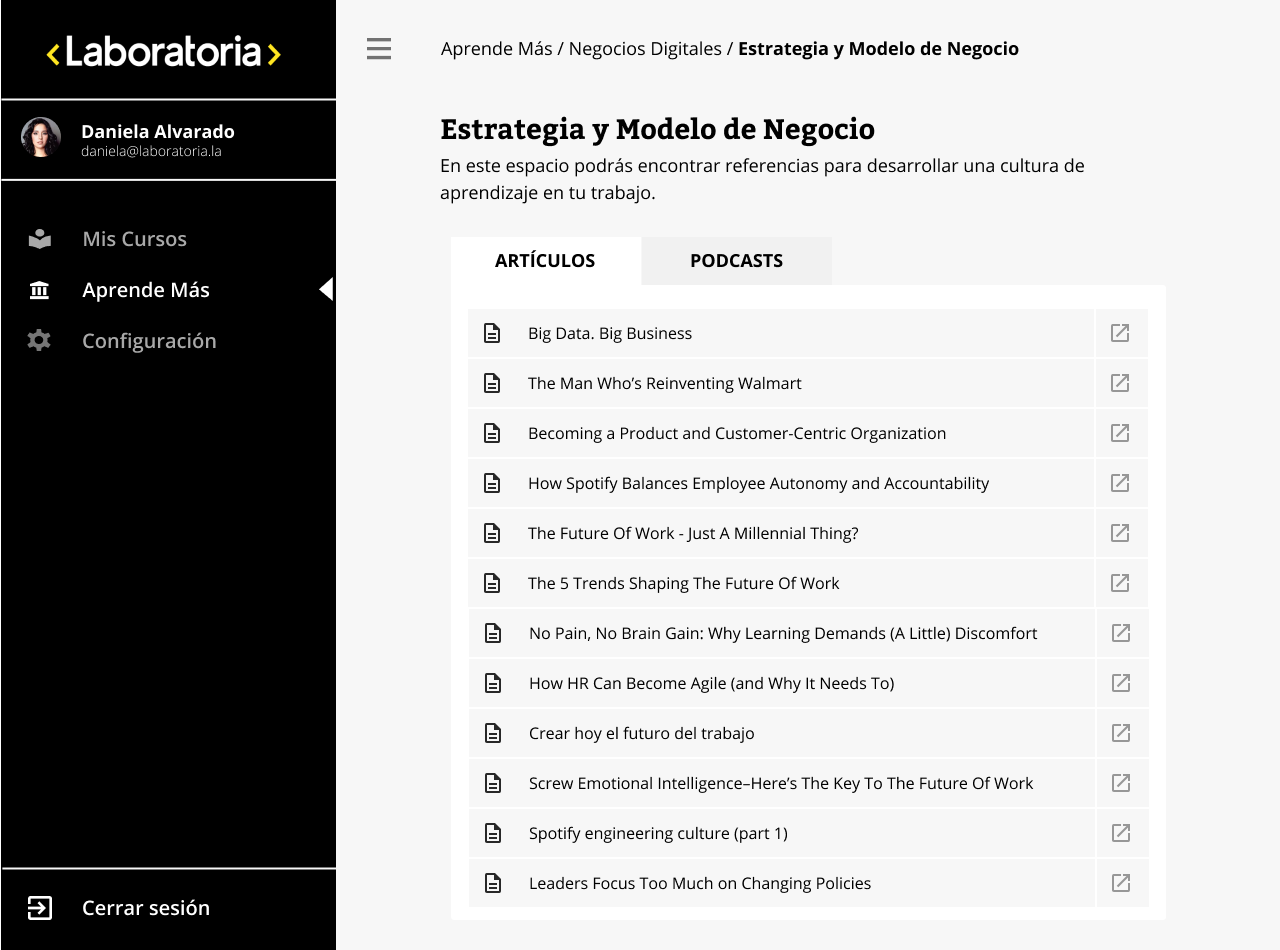 <Laboratoria>
Daniela Alvarado
daniela@laboratoria.la
Mis Cursos
Aprende Más
Configuración
Cerrar sesión
Aprende Más / Negocios Digitales / Estrategia y Modelo de Negocio
Estrategia y Modelo de Negocio
En este espacio podrás encontrar referencias para desarrollar una cultura de
aprendizaje en tu trabajo.
ARTÍCULOS PODCASTS
Big Data. Big Business
The Man Who’s Reinventing Walmart
Becoming a Product and Customer-Centric Organization
How Spotify Balances Employee Autonomy and Accountability
The Future Of Work - Just A Millennial Thing?
The 5 Trends Shaping The Future Of Work
No Pain, No Brain Gain: Why Learning Demands (A Little) Discomfort
How HR Can Become Agile (and Why It Needs To)
Crear hoy el futuro del trabajo
Screw Emotional Intelligence–Here’s The Key To The Future Of Work
Spotify engineering culture (part 1)
Leaders Focus Too Much on Changing Policies